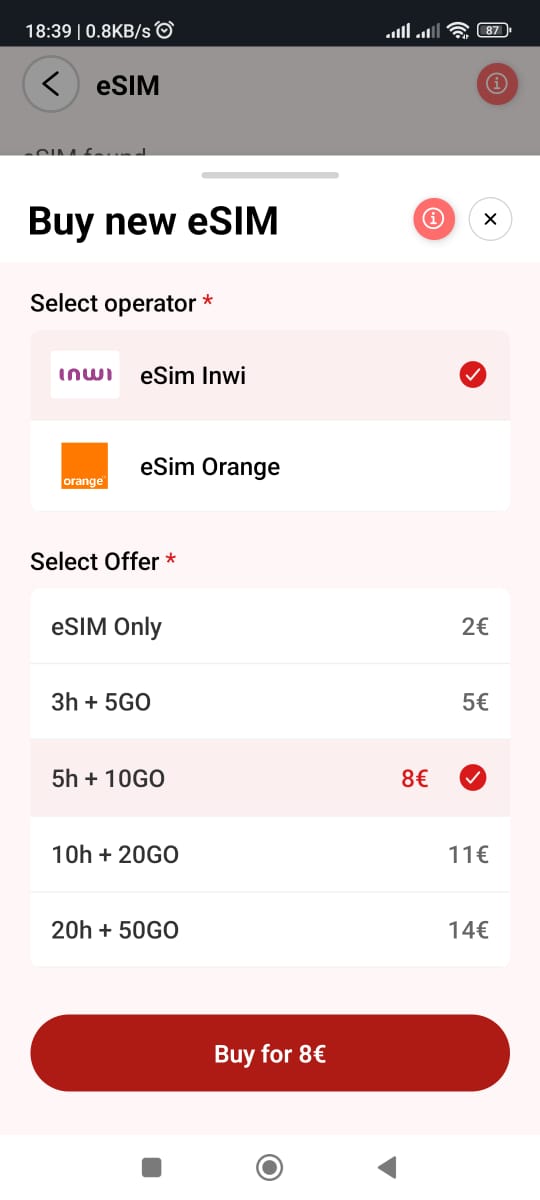 18:39 | 0.8KB/s
87
eSIM
eSIM found
Buy new eSIM
Select operator *
inwi
eSim Inwi
orange
eSim Orange
Select Offer *
eSIM Only 2€
3h + 5GO 5€
5h + 10GO 8€
10h + 20GO 11€
20h + 50GO 14€
Buy for 8€